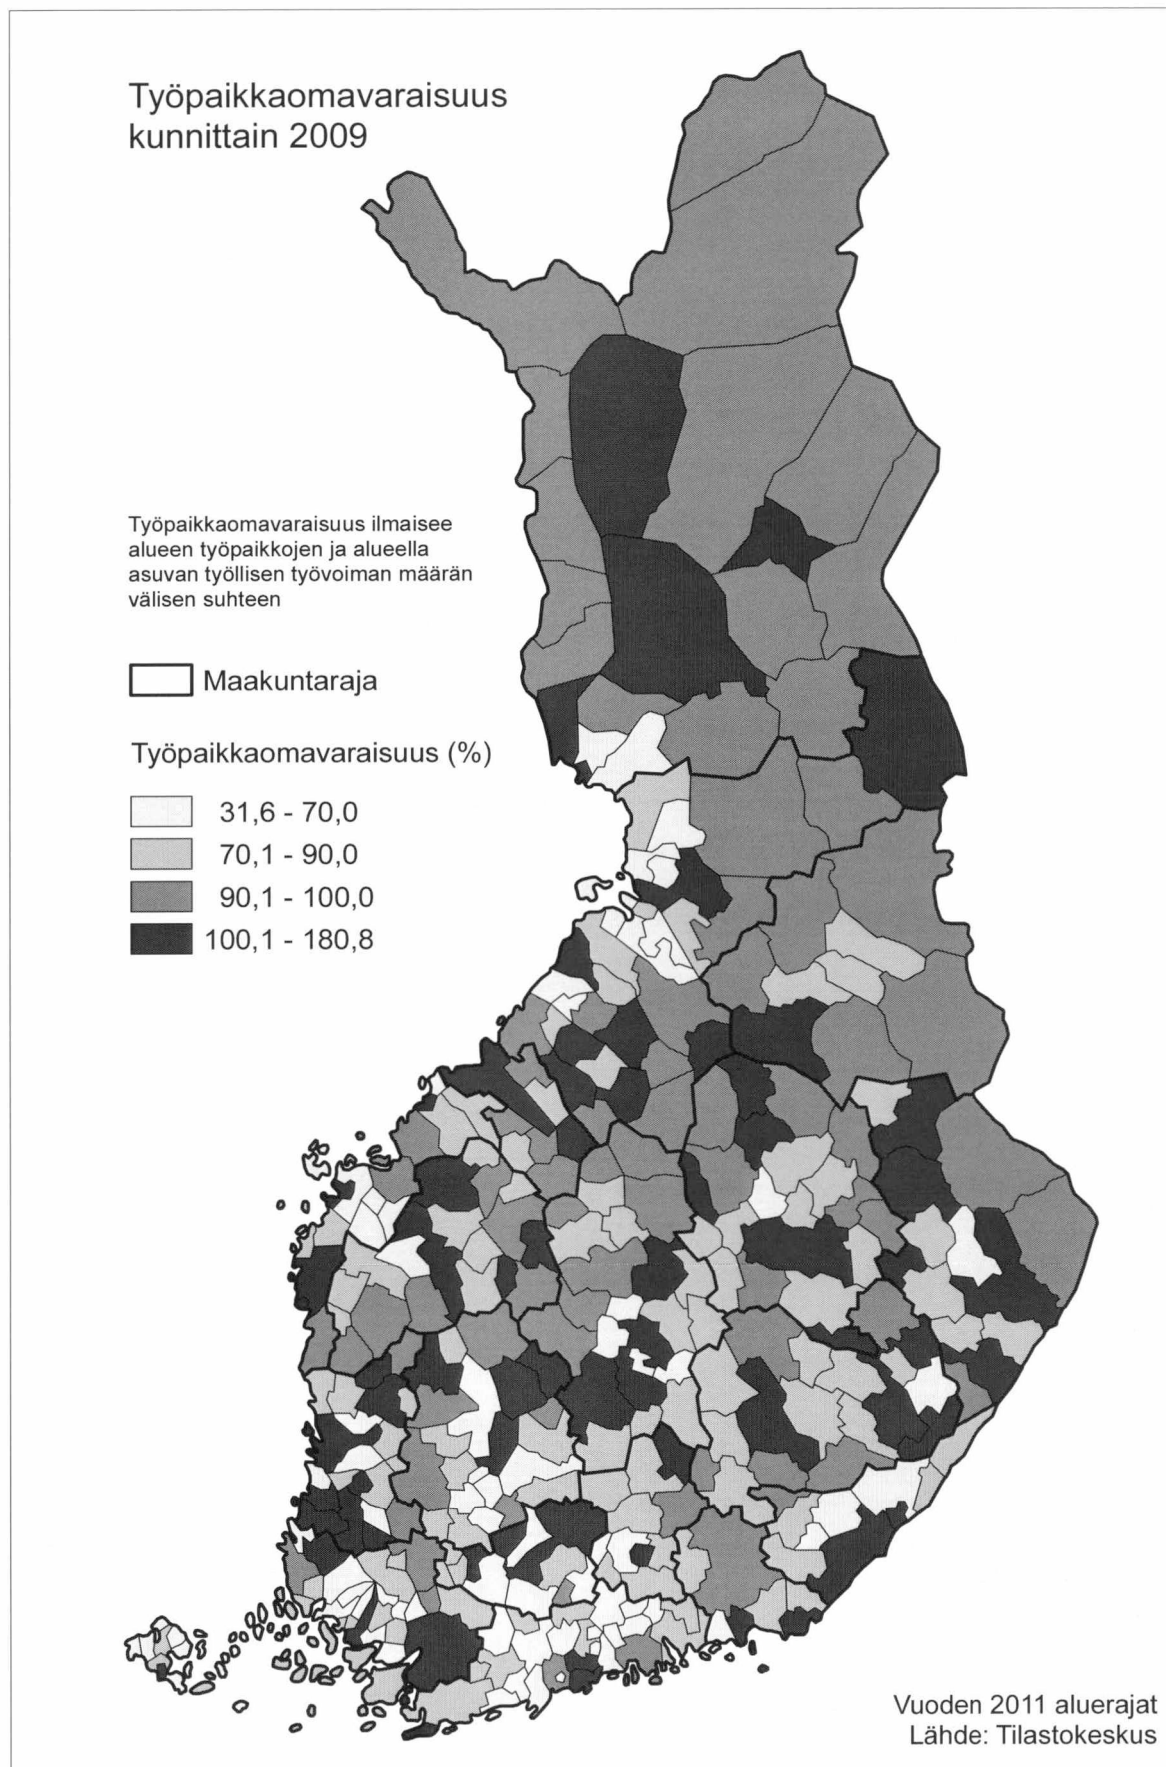 Työpaikkaomavaraisuus
kunnittain 2009
Työpaikkaomavaraisuus ilmaisee
alueen työpaikkojen ja alueella
asuvan työllisen työvoiman määrän
välisen suhteen
Maakuntaraja
Työpaikkaomavaraisuus (%)
31,6 - 70,0
70,1 - 90,0
90,1 - 100,0
100,1 - 180,8
Vuoden 2011 aluerajat
Lähde: Tilastokeskus